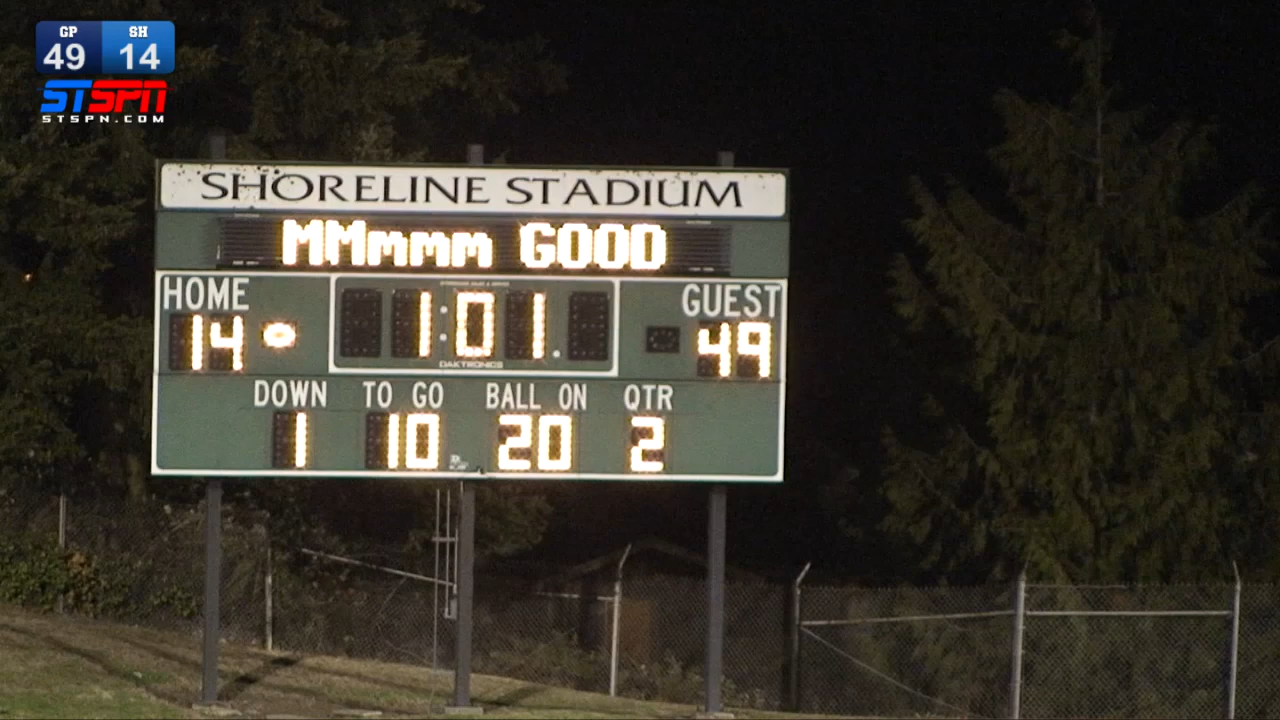 GP SH
49 14
STSPN
STSPN.COM
SHORELINE STADIUM
MMmmm GOOD
HOME 1:01 GUEST
14 49
DAKTRONICS
DOWN TO GO BALL ON QTR
1 10 20 2